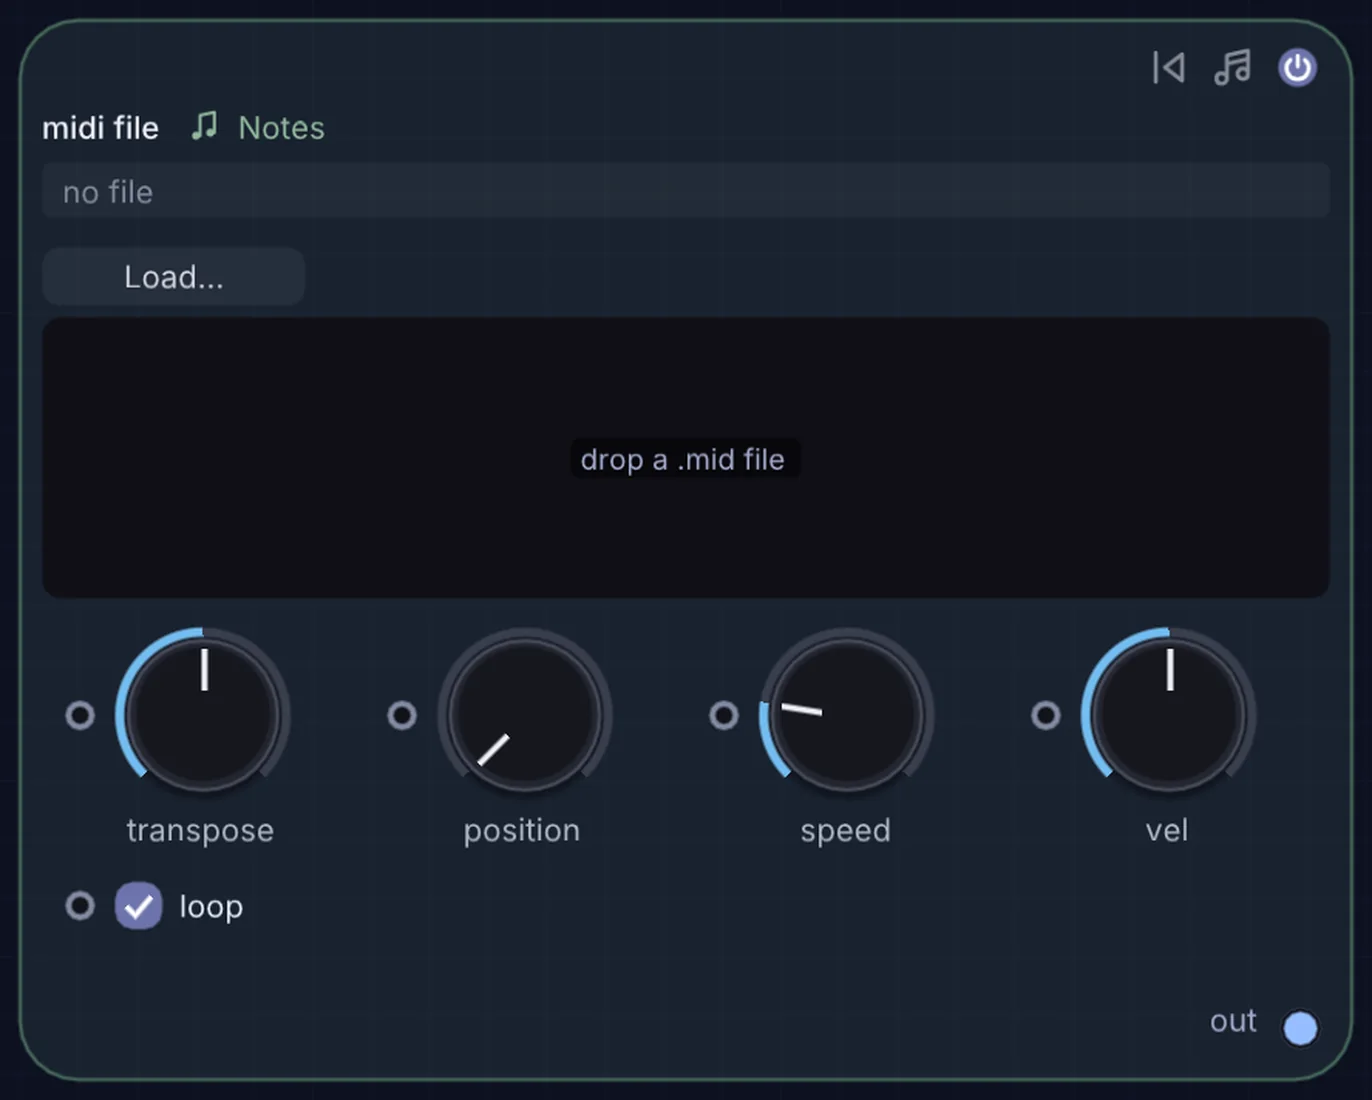 midi file Notes
no file
Load...
drop a .mid file
transpose position speed vel
loop
out